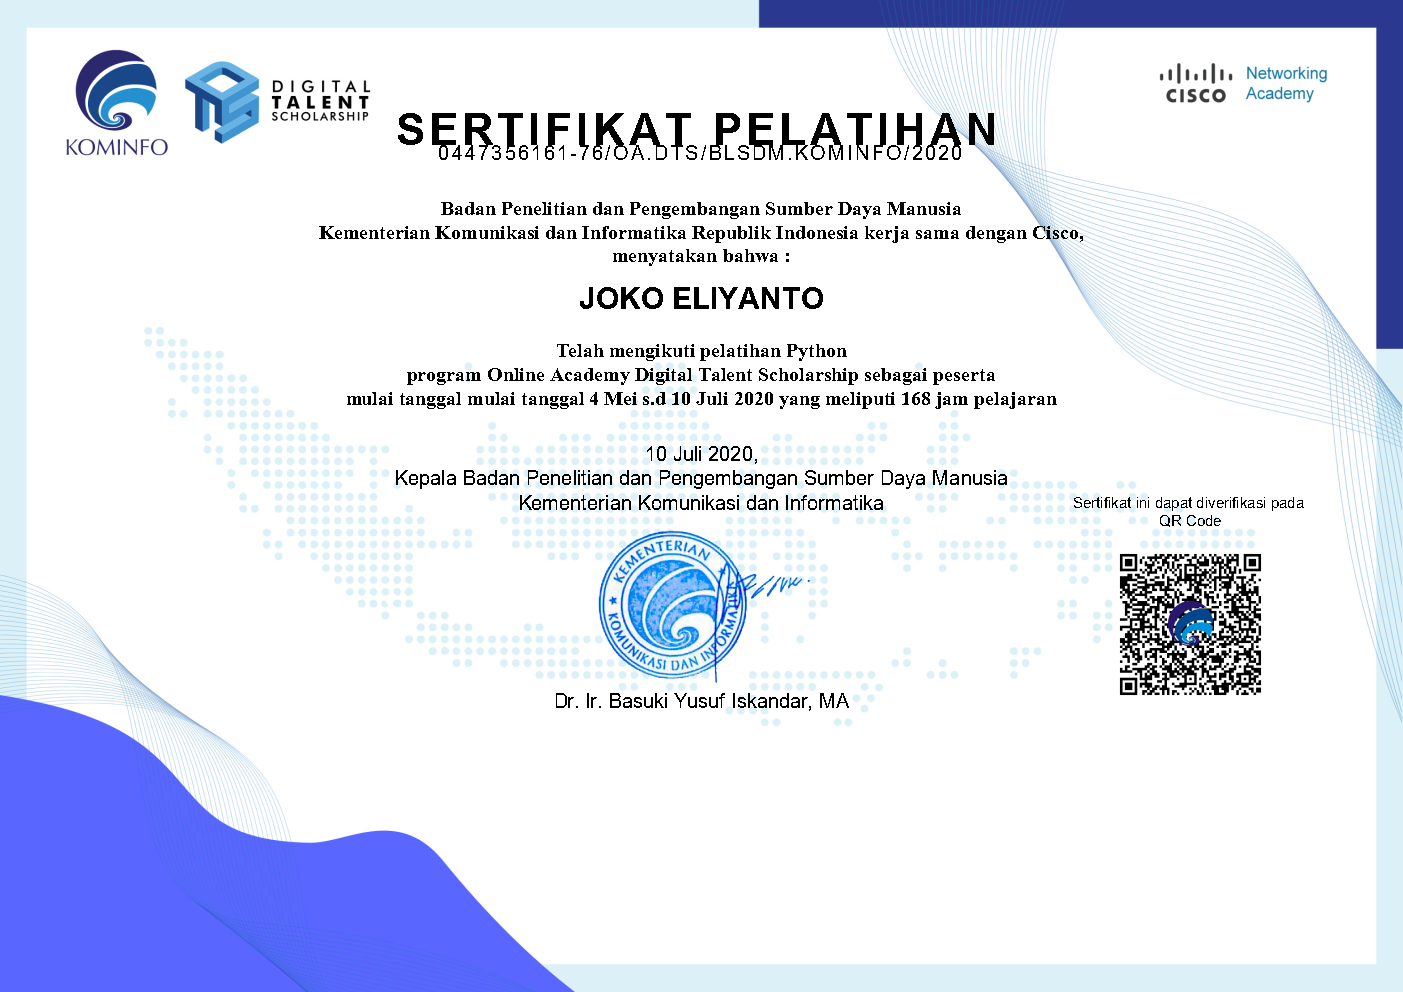 KOMINFO
DIGITAL
TALENT
SCHOLARSHIP
CISCO
Networking
Academy
SERTIFIKAT PELATIHAN
0447356161-76/OA.DTS/BLSDM.KOMINFO/2020
Badan Penelitian dan Pengembangan Sumber Daya Manusia
Kementerian Komunikasi dan Informatika Republik Indonesia kerja sama dengan Cisco,
menyatakan bahwa :
JOKO ELIYANTO
Telah mengikuti pelatihan Python
program Online Academy Digital Talent Scholarship sebagai peserta
mulai tanggal mulai tanggal 4 Mei s.d 10 Juli 2020 yang meliputi 168 jam pelajaran
10 Juli 2020,
Kepala Badan Penelitian dan Pengembangan Sumber Daya Manusia
Kementerian Komunikasi dan Informatika
KEMENTERIAN
KOMUNIKASI DAN INFORMATIKA
Dr. Ir. Basuki Yusuf Iskandar, MA
Sertifikat ini dapat diverifikasi pada
QR Code